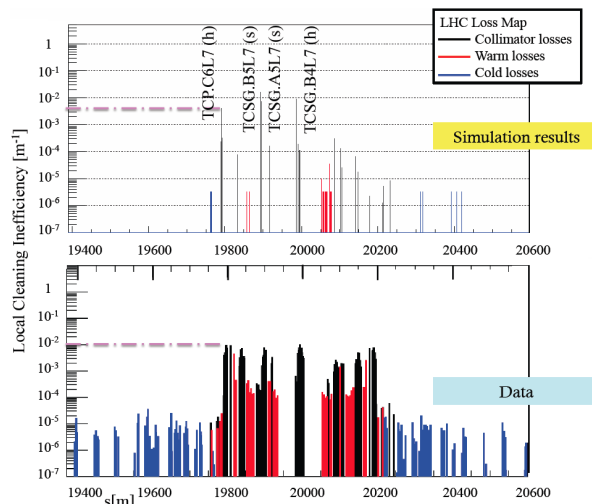 LHC Loss Map
Collimator losses
Warm losses
Cold losses
TCP.C6L7 (h)
TCSG.B5L7 (s)
TCSG.A5L7 (s)
TCSG.B4L7 (h)
Simulation results
Local Cleaning Inefficiency [m⁻¹]
1
10⁻¹
10⁻²
10⁻³
10⁻⁴
10⁻⁵
10⁻⁶
10⁻⁷
19400 19600 19800 20000 20200 20400 20600
1
10⁻¹
10⁻²
10⁻³
10⁻⁴
10⁻⁵
10⁻⁶
10⁻⁷
Data
19400 19600 19800 20000 20200 20400 20600
s[m]